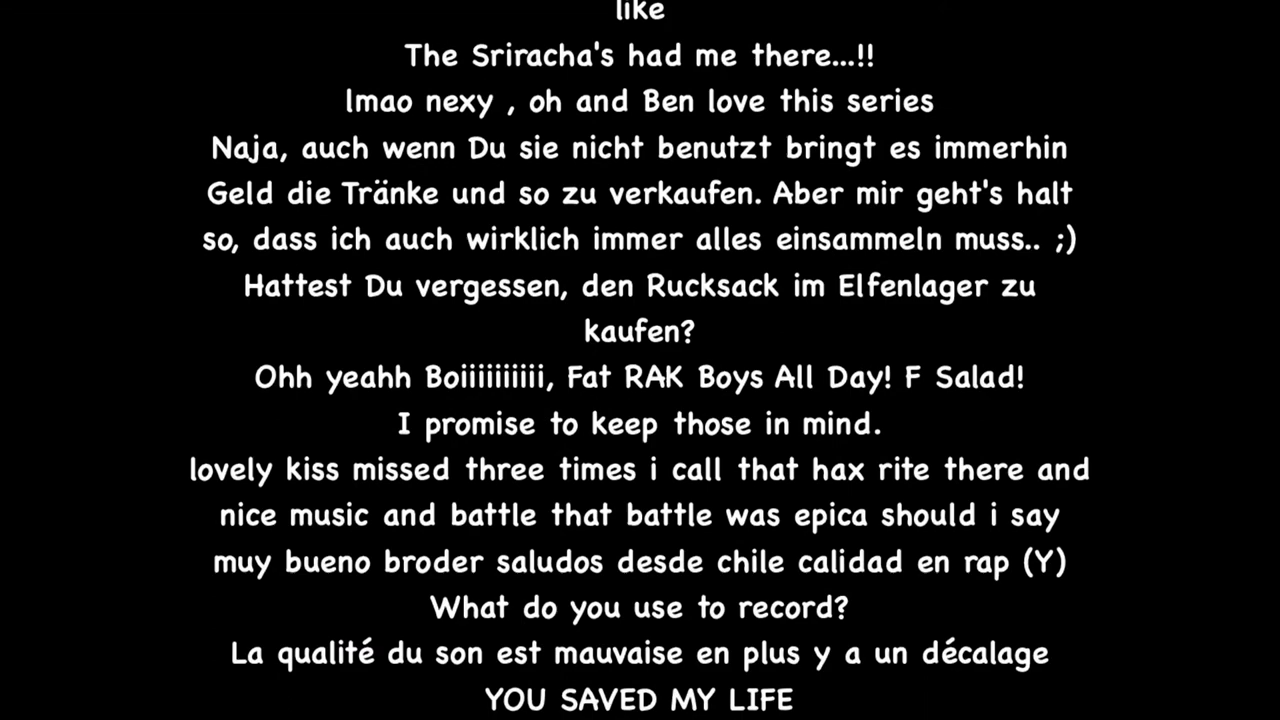 like
The Sriracha's had me there...!!
lmao nexy , oh and Ben love this series
Naja, auch wenn Du sie nicht benutzt bringt es immerhin
Geld die Tränke und so zu verkaufen. Aber mir geht's halt
so, dass ich auch wirklich immer alles einsammeln muss.. ;)
Hattest Du vergessen, den Rucksack im Elfenlager zu
kaufen?
Ohh yeahh Boiiiiiiiiii, Fat RAK Boys All Day! F Salad!
I promise to keep those in mind.
lovely kiss missed three times i call that hax rite there and
nice music and battle that battle was epica should i say
muy bueno broder saludos desde chile calidad en rap (Y)
What do you use to record?
La qualité du son est mauvaise en plus y a un décalage
YOU SAVED MY LIFE